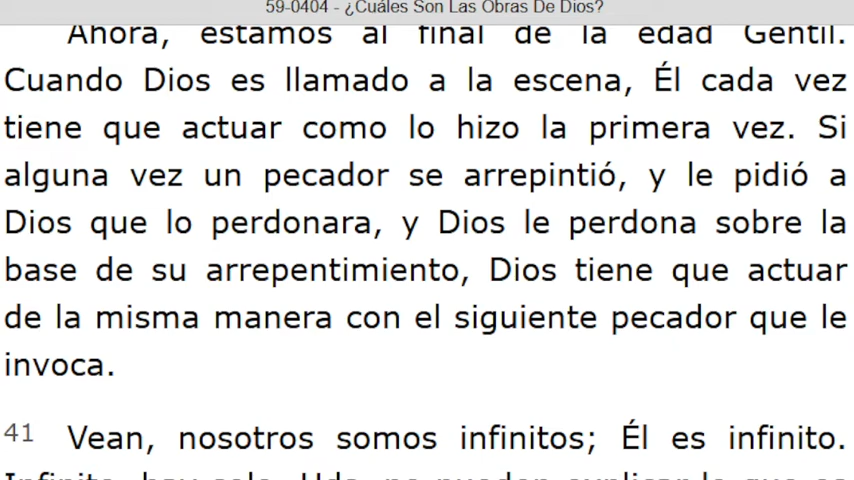 59-0404 - ¿Cuáles Son Las Obras De Dios?
Ahora, estamos al final de la edad Gentil.
Cuando Dios es llamado a la escena, Él cada vez
tiene que actuar como lo hizo la primera vez. Si
alguna vez un pecador se arrepintió, y le pidió a
Dios que lo perdonara, y Dios le perdona sobre la
base de su arrepentimiento, Dios tiene que actuar
de la misma manera con el siguiente pecador que le
invoca.
41 Vean, nosotros somos infinitos; Él es infinito.